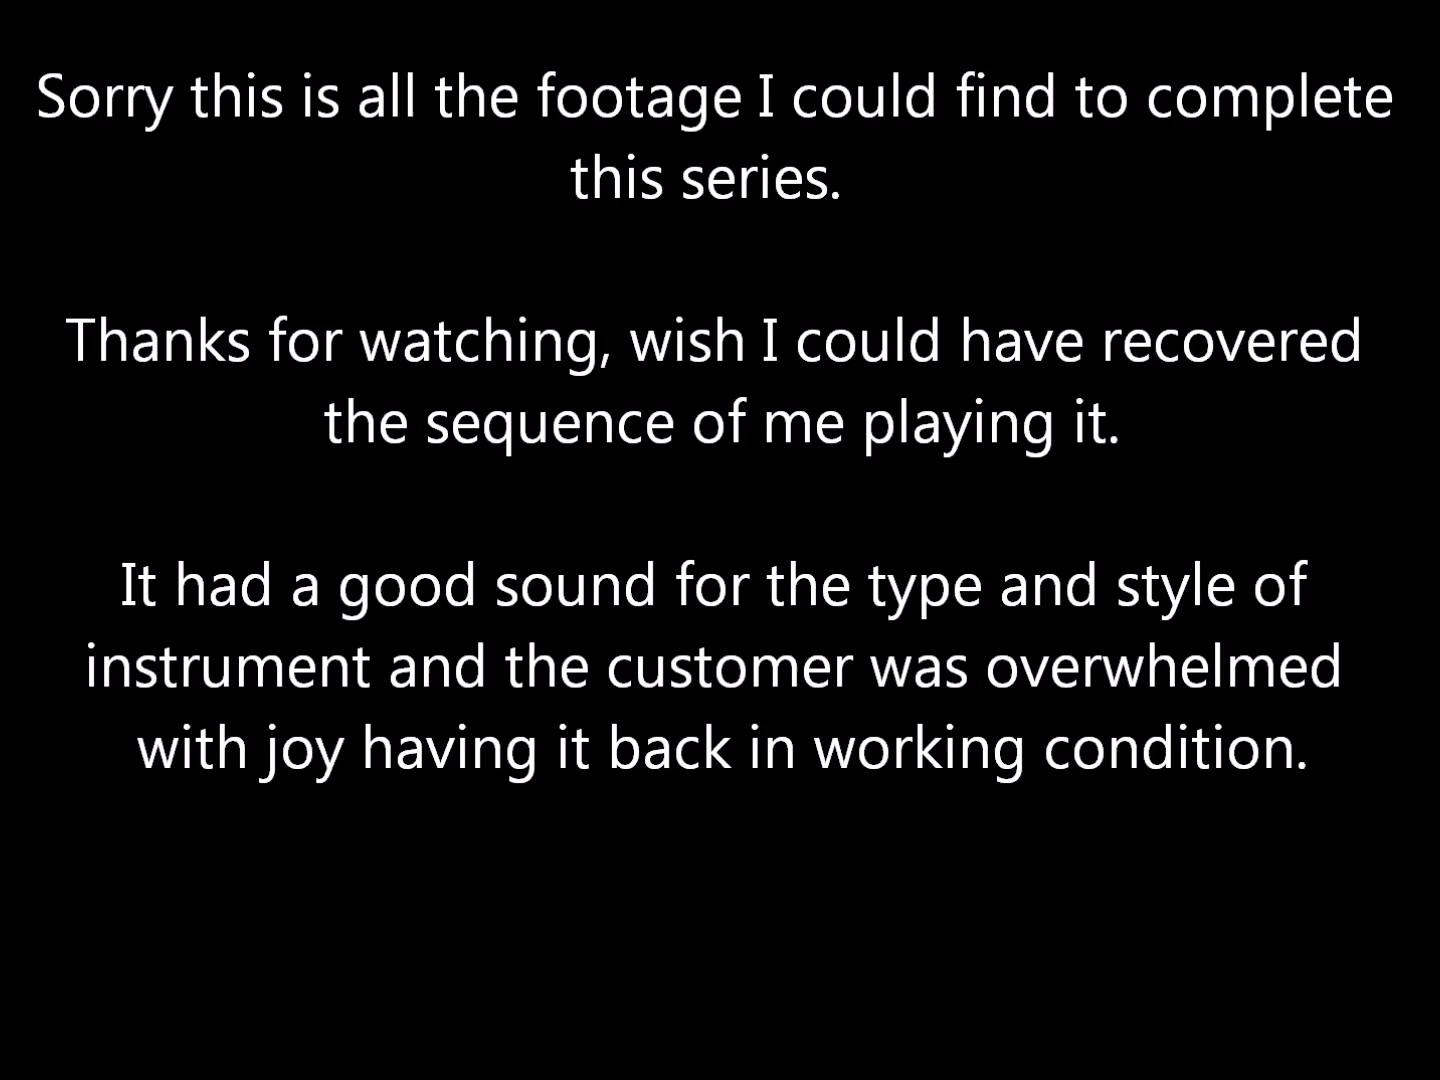 Sorry this is all the footage I could find to complete
this series.
Thanks for watching, wish I could have recovered
the sequence of me playing it.
It had a good sound for the type and style of
instrument and the customer was overwhelmed
with joy having it back in working condition.